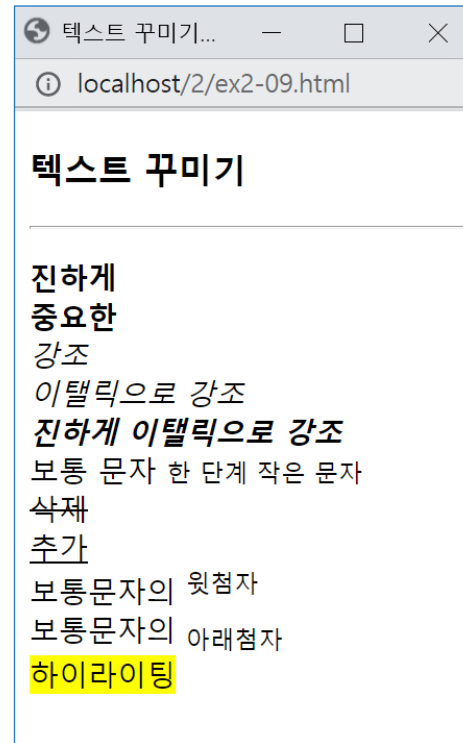 텍스트 꾸미기...
localhost/2/ex2-09.html
텍스트 꾸미기
진하게
중요한
강조
이탤릭으로 강조
진하게 이탤릭으로 강조
보통 문자 한 단계 작은 문자
삭제
추가
보통문자의 윗첨자
보통문자의 아래첨자
하이라이팅